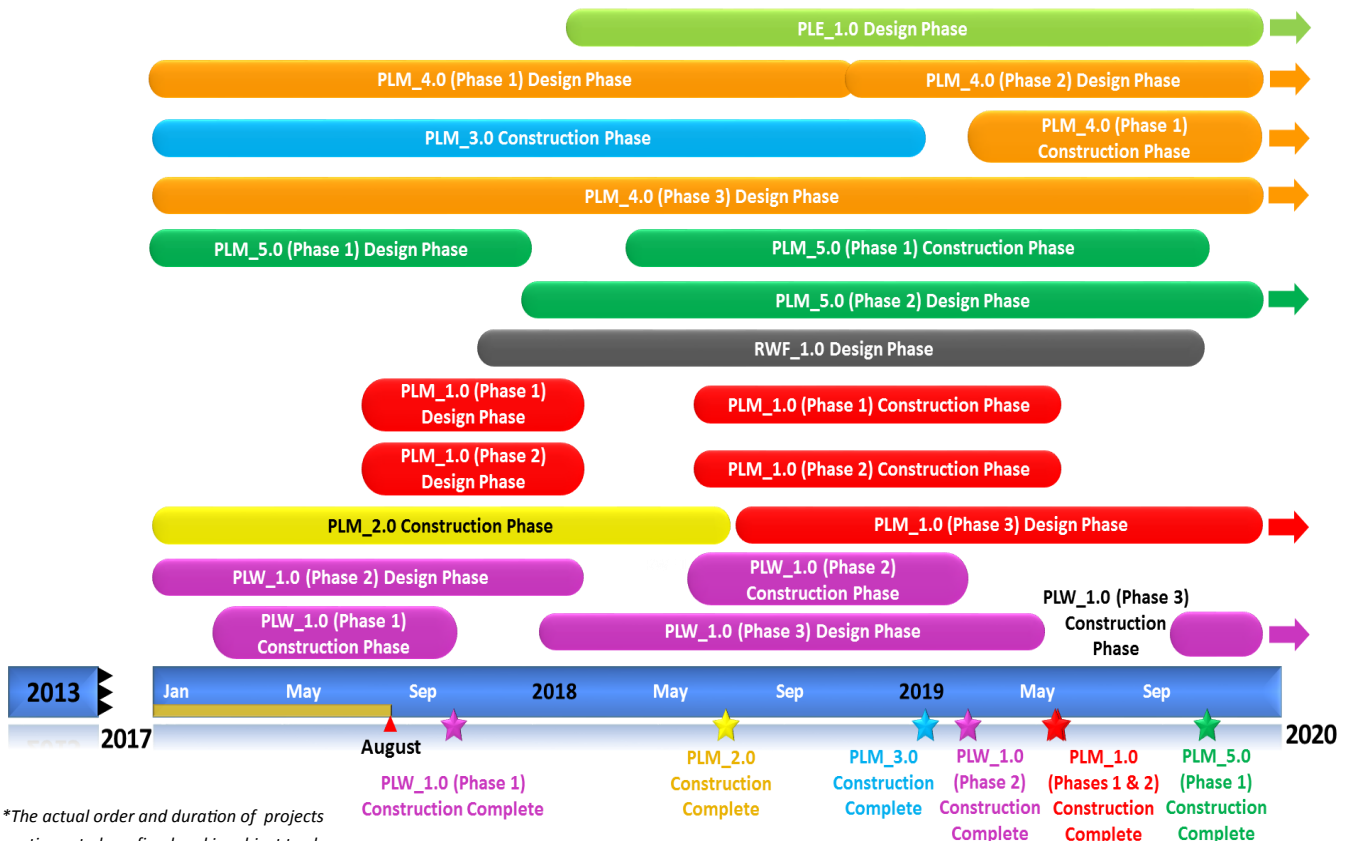 PLE_1.0 Design Phase
PLM_4.0 (Phase 1) Design Phase
PLM_4.0 (Phase 2) Design Phase
PLM_3.0 Construction Phase
PLM_4.0 (Phase 1)
Construction Phase
PLM_4.0 (Phase 3) Design Phase
PLM_5.0 (Phase 1) Design Phase
PLM_5.0 (Phase 1) Construction Phase
PLM_5.0 (Phase 2) Design Phase
RWF_1.0 Design Phase
PLM_1.0 (Phase 1)
Design Phase
PLM_1.0 (Phase 1) Construction Phase
PLM_1.0 (Phase 2)
Design Phase
PLM_1.0 (Phase 2) Construction Phase
PLM_2.0 Construction Phase
PLM_1.0 (Phase 3) Design Phase
PLW_1.0 (Phase 2) Design Phase
PLW_1.0 (Phase 2)
Construction Phase
PLW_1.0 (Phase 1)
Construction Phase
PLW_1.0 (Phase 3) Design Phase
PLW_1.0 (Phase 3)
Construction
Phase
2013
2017
Jan
May
Sep
2018
May
Sep
2019
May
Sep
2020
August
PLW_1.0 (Phase 1)
Construction Complete
PLM_2.0
Construction
Complete
PLM_3.0
Construction
Complete
PLW_1.0
(Phase 2)
Construction
Complete
PLM_1.0
(Phases 1 & 2)
Construction
Complete
PLM_5.0
(Phase 1)
Construction
Complete
*The actual order and duration of projects